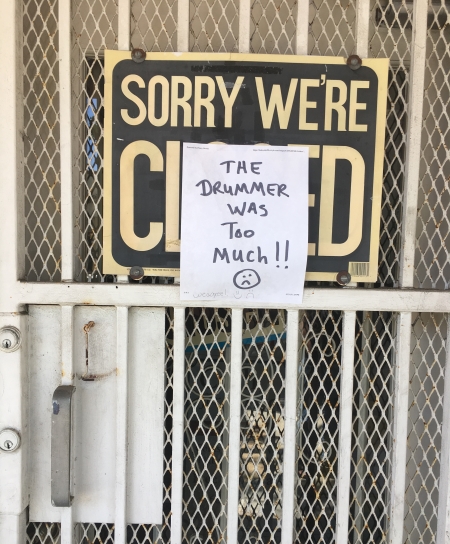 SORRY WE'RE
THE
DRUMMER
WAS
Too
Much!!